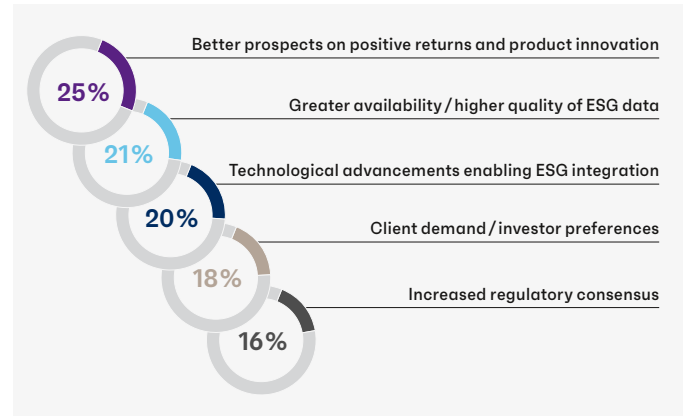 Better prospects on positive returns and product innovation
25%
Greater availability / higher quality of ESG data
21%
Technological advancements enabling ESG integration
20%
Client demand / investor preferences
18%
Increased regulatory consensus
16%